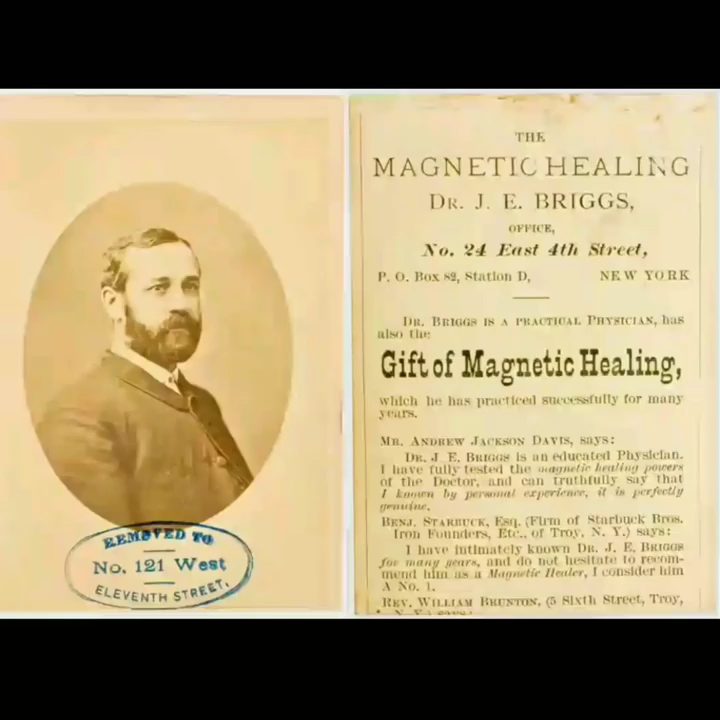 REMOVED TO
No. 121 West
ELEVENTH STREET,
THE
MAGNETIC HEALING
DR. J. E. BRIGGS,
OFFICE,
No. 24 East 4th Street,
P. O. Box 82, Station D, NEW YORK
DR. BRIGGS IS A PRACTICAL PHYSICIAN, has
also the
Gift of Magnetic Healing,
which he has practiced successfully for many
years.
MR. ANDREW JACKSON DAVIS, says:
DR. J. E. BRIGGS is an educated Physician.
I have fully tested the magnetic healing powers
of the Doctor, and can truthfully say that
I known by personal experience, it is perfectly
genuine.
BENJ. STARBUCK, Esq. (Firm of Starbuck Bros.
Iron Founders, Etc., of Troy, N. Y.) says:
I have intimately known DR. J. E. BRIGGS
for many years, and do not hesitate to recom-
mend him as a Magnetic Healer, I consider him
A No. 1.
REV. WILLIAM BRUNTON, (5 Sixth Street, Troy,